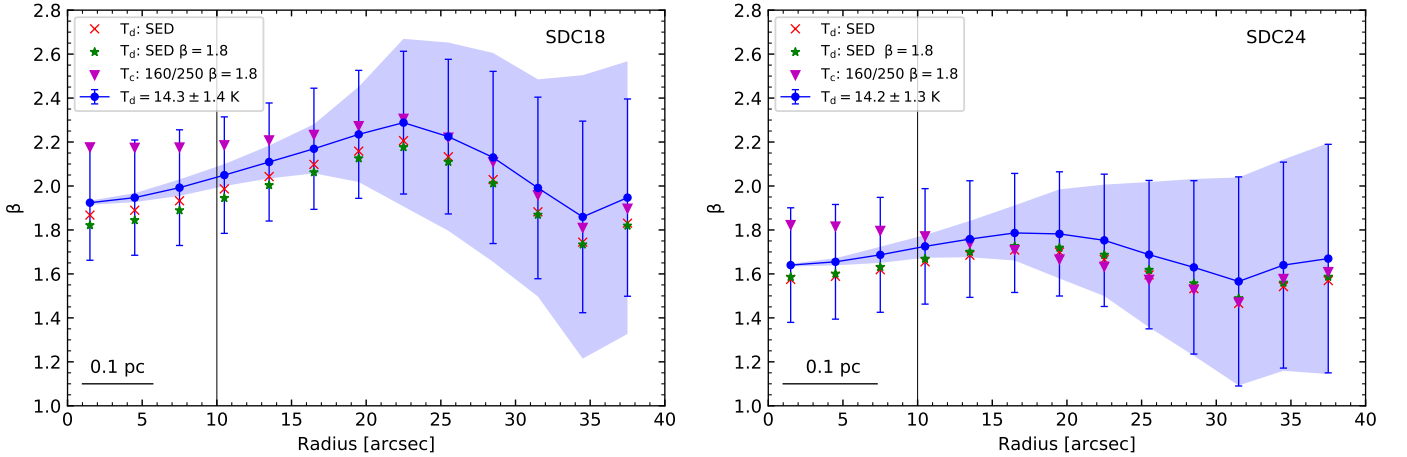 SDC18
T_d: SED
T_d: SED β = 1.8
T_c: 160/250 β = 1.8
T_d = 14.3 ± 1.4 K
2.8
2.6
2.4
2.2
2.0
1.8
1.6
1.4
1.2
1.0
β
0.1 pc
0 5 10 15 20 25 30 35 40
Radius [arcsec]
SDC24
T_d: SED
T_d: SED β = 1.8
T_c: 160/250 β = 1.8
T_d = 14.2 ± 1.3 K
2.8
2.6
2.4
2.2
2.0
1.8
1.6
1.4
1.2
1.0
β
0.1 pc
0 5 10 15 20 25 30 35 40
Radius [arcsec]